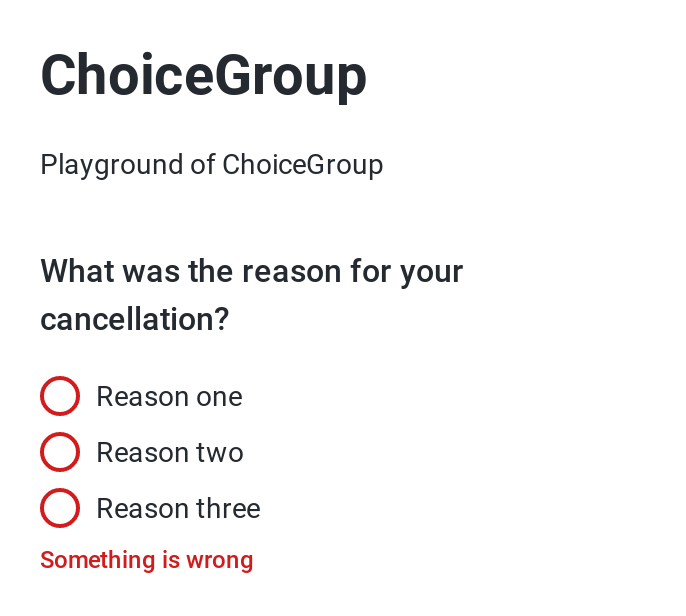 ChoiceGroup
Playground of ChoiceGroup
What was the reason for your
cancellation?
Reason one
Reason two
Reason three
Something is wrong